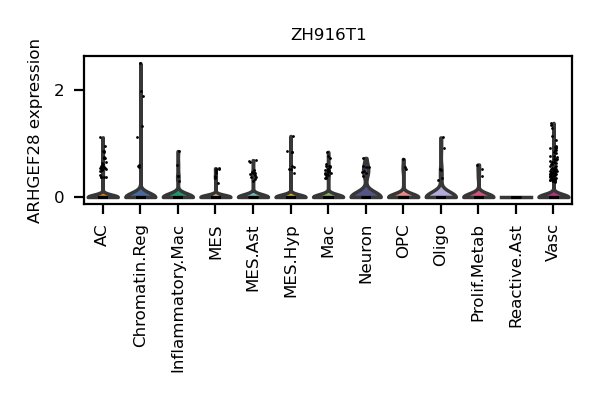 ZH916T1
ARHGEF28 expression
2
0
AC
Chromatin.Reg
Inflammatory.Mac
MES
MES.Ast
MES.Hyp
Mac
Neuron
OPC
Oligo
Prolif.Metab
Reactive.Ast
Vasc